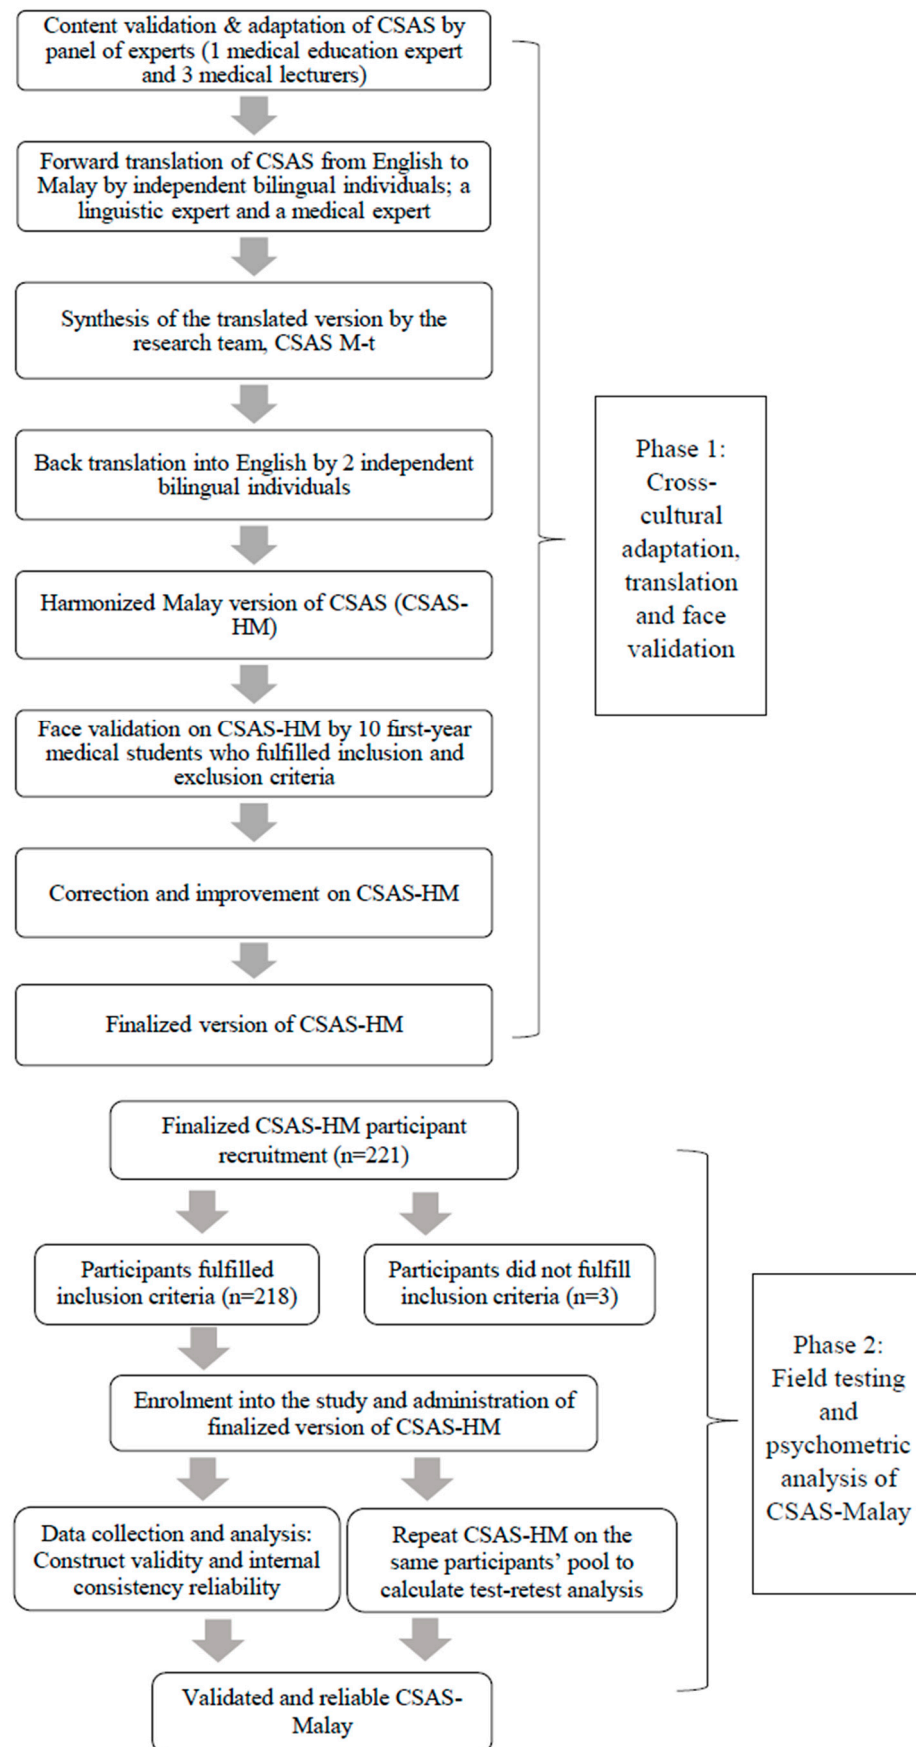 Content validation & adaptation of CSAS by
panel of experts (1 medical education expert
and 3 medical lecturers)
Forward translation of CSAS from English to
Malay by independent bilingual individuals; a
linguistic expert and a medical expert
Synthesis of the translated version by the
research team, CSAS M-t
Back translation into English by 2 independent
bilingual individuals
Harmonized Malay version of CSAS (CSAS-
HM)
Face validation on CSAS-HM by 10 first-year
medical students who fulfilled inclusion and
exclusion criteria
Correction and improvement on CSAS-HM
Finalized version of CSAS-HM
Phase 1:
Cross-
cultural
adaptation,
translation
and face
validation
Finalized CSAS-HM participant
recruitment (n=221)
Participants fulfilled
inclusion criteria (n=218)
Participants did not fulfill
inclusion criteria (n=3)
Enrolment into the study and administration of
finalized version of CSAS-HM
Data collection and analysis:
Construct validity and internal
consistency reliability
Repeat CSAS-HM on the
same participants' pool to
calculate test-retest analysis
Validated and reliable CSAS-
Malay
Phase 2:
Field testing
and
psychometric
analysis of
CSAS-Malay